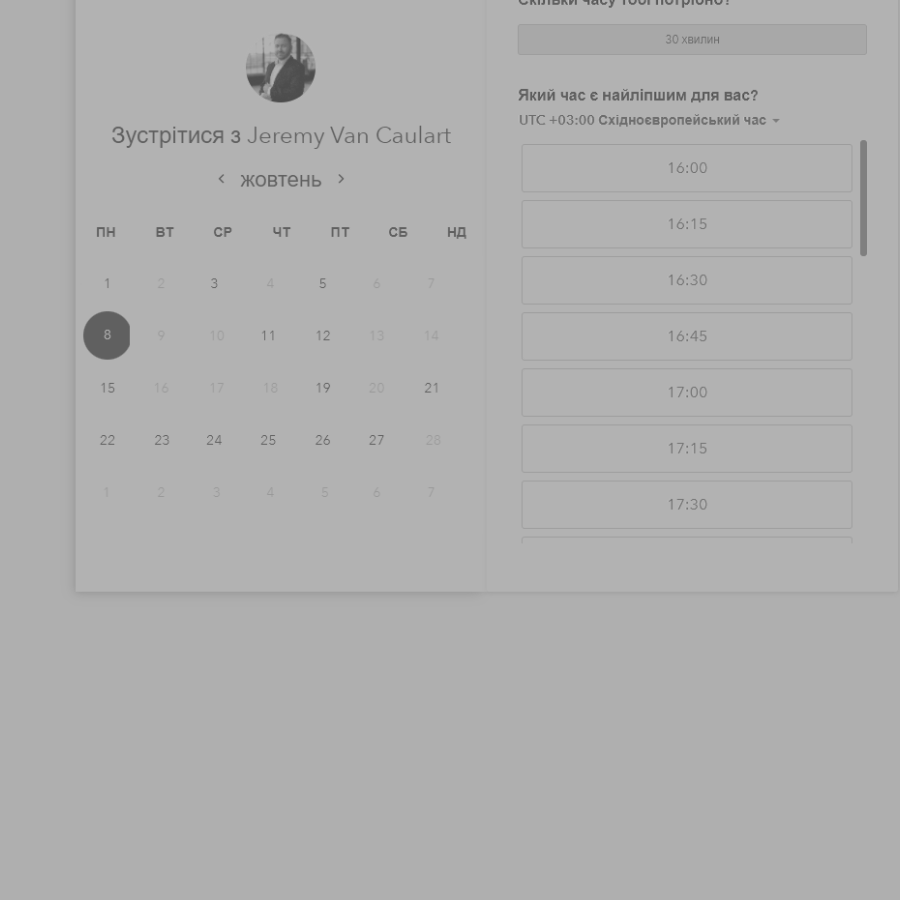 Скільки часу тобі потрібно?
30 хвилин
Який час є найліпшим для вас?
UTC +03:00 Східноєвропейський час
Зустрітися з Jeremy Van Caulart
жовтень
ПН ВТ СР ЧТ ПТ СБ НД
1 2 3 4 5 6 7
8 9 10 11 12 13 14
15 16 17 18 19 20 21
22 23 24 25 26 27 28
1 2 3 4 5 6 7
16:00
16:15
16:30
16:45
17:00
17:15
17:30